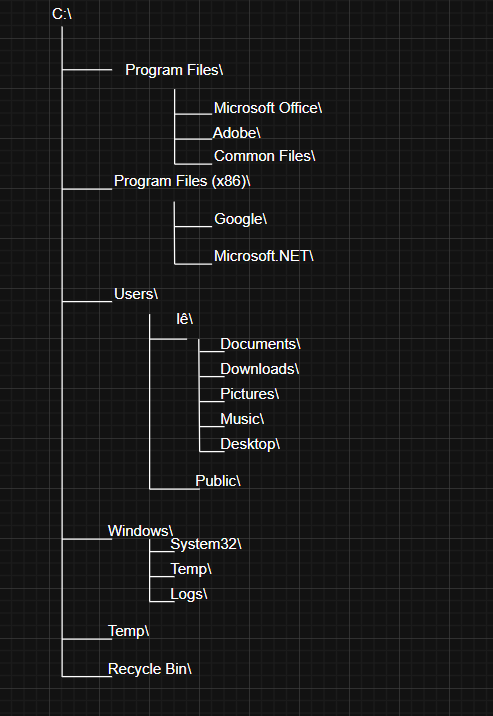 C:\
Program Files\
Microsoft Office\
Adobe\
Common Files\
Program Files (x86)\
Google\
Microsoft.NET\
Users\
Iê\
Documents\
Downloads\
Pictures\
Music\
Desktop\
Public\
Windows\
System32\
Temp\
Logs\
Temp\
Recycle Bin\